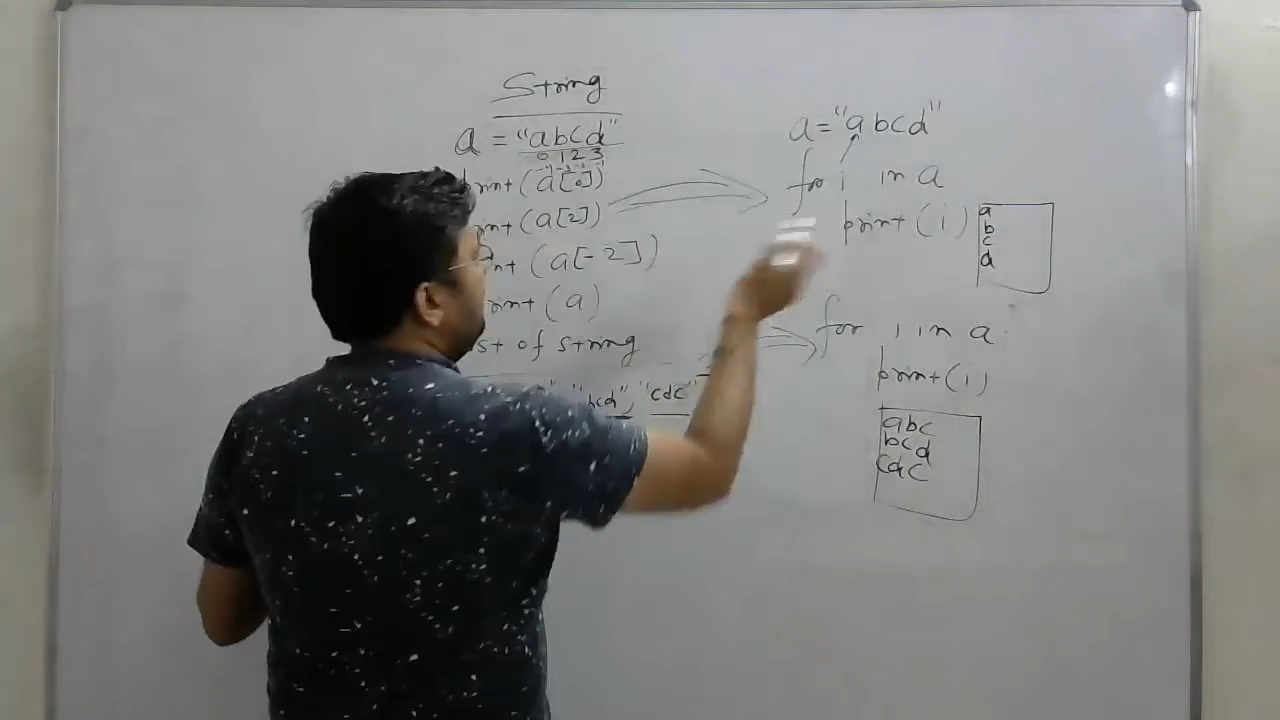 String
a = "abcd"
0 1 2 3
(a[0])
(a[2])
(a[-2])
(a)
of string
"bcd", "cdc"
a="abcd"
for i in a
print (i)
a
b
c
d
for i in a
print (i)
abc
bcd
cdc